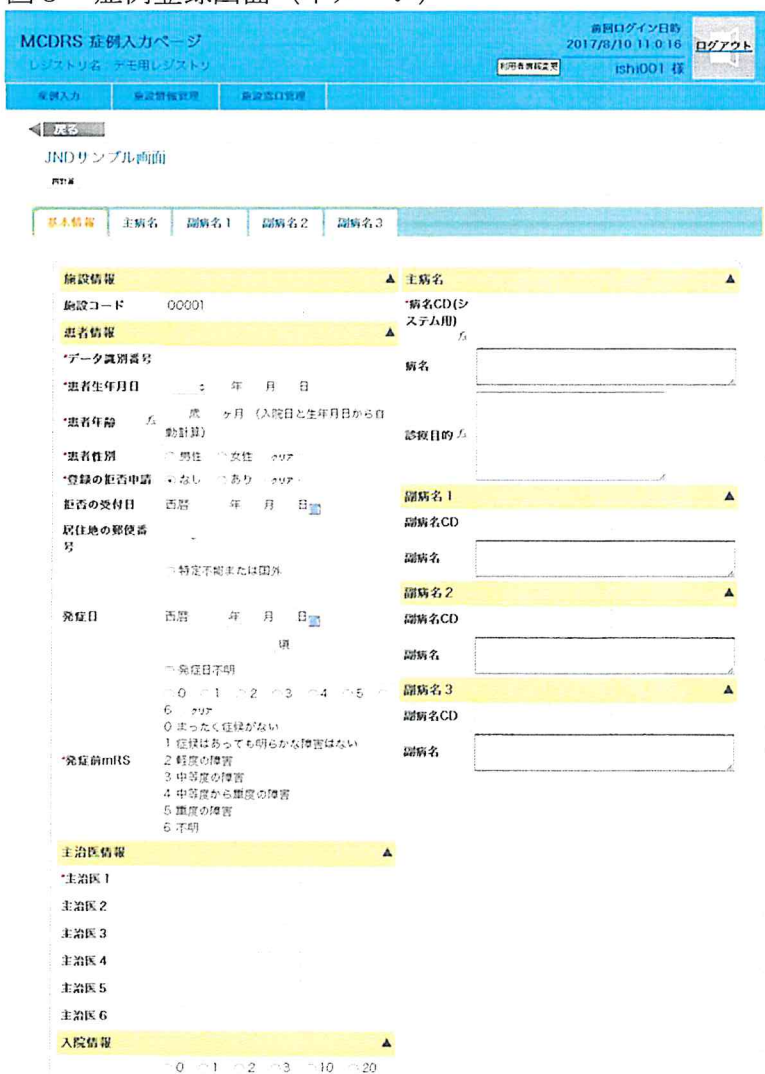 MCDRS 症例入力ページ
レジストリ名 デモ用レジストリ
前回ログイン日時
2017/8/10 11:0:16
利用者情報変更
ishi001 様
ログアウト
症例入力 施設情報管理 施設窓口管理
戻る
JNDサンプル画面
再計算
基本情報 主病名 副病名1 副病名2 副病名3
施設情報 ▲
施設コード 00001
患者情報 ▲
*データ識別番号
*患者生年月日 年 月 日
*患者年齢 fx 歳 ヶ月 (入院日と生年月日から自
動計算)
*患者性別 男性 女性 クリア
*登録の拒否申請 なし あり クリア
拒否の受付日 西暦 年 月 日
居住地の郵便番
号 -
特定不能または国外
発症日 西暦 年 月 日
頃
発症日不明
0 1 2 3 4 5
6 クリア
*発症前mRS
0 まったく症候がない
1 症候はあっても明らかな障害はない
2 軽度の障害
3 中等度の障害
4 中等度から重度の障害
5 重度の障害
6 不明
主治医情報 ▲
*主治医1
主治医2
主治医3
主治医4
主治医5
主治医6
入院情報 ▲
0 1 2 3 10 20
主病名 ▲
*病名CD(シ
ステム用)
fx
病名
診療目的 fx
副病名1 ▲
副病名CD
副病名
副病名2 ▲
副病名CD
副病名
副病名3 ▲
副病名CD
副病名